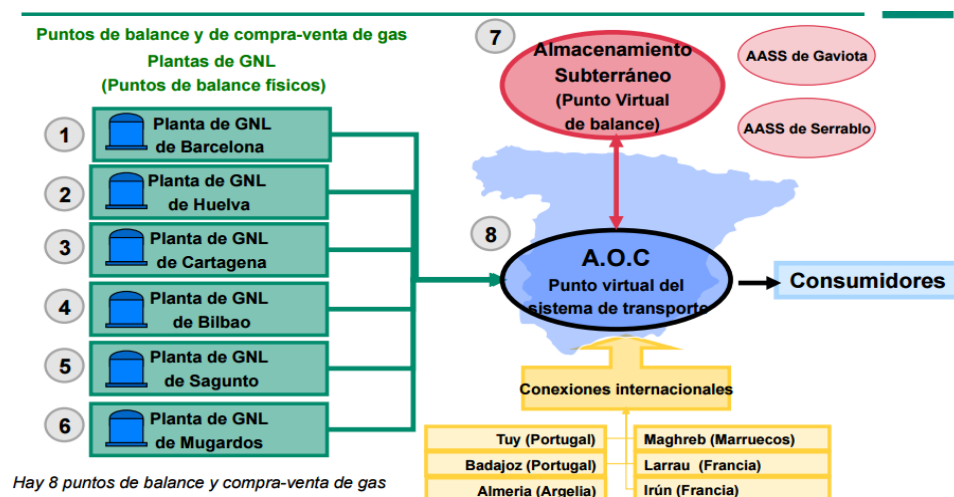 Puntos de balance y de compra-venta de gas
Plantas de GNL
(Puntos de balance físicos)
1
Planta de GNL
de Barcelona
2
Planta de GNL
de Huelva
3
Planta de GNL
de Cartagena
4
Planta de GNL
de Bilbao
5
Planta de GNL
de Sagunto
6
Planta de GNL
de Mugardos
Hay 8 puntos de balance y compra-venta de gas
7
Almacenamiento
Subterráneo
(Punto Virtual
de balance)
AASS de Gaviota
AASS de Serrablo
8
A.O.C
Punto virtual del
sistema de transporte
Consumidores
Conexiones internacionales
Tuy (Portugal)
Maghreb (Marruecos)
Badajoz (Portugal)
Larrau (Francia)
Almeria (Argelia)
Irún (Francia)